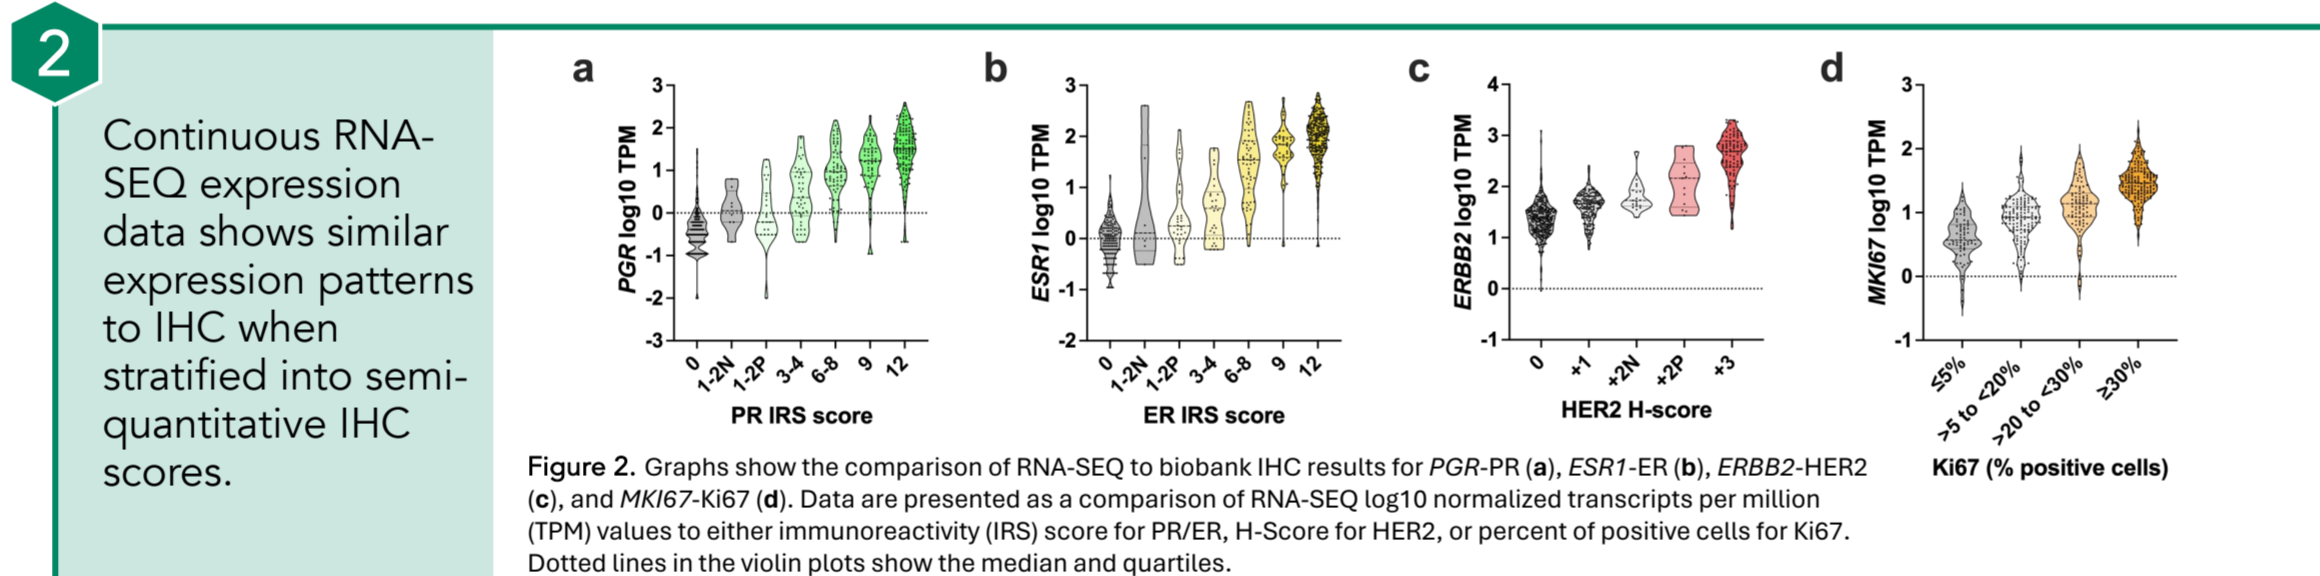 2
Continuous RNA-
SEQ expression
data shows similar
expression patterns
to IHC when
stratified into semi-
quantitative IHC
scores.
a
3
2
1
0
-1
-2
-3
PGR log10 TPM
0
1-2N
1-2P
3-4
6-8
9
12
PR IRS score
b
3
2
1
0
-1
-2
ESR1 log10 TPM
0
1-2N
1-2P
3-4
6-8
9
12
ER IRS score
c
4
3
2
1
0
-1
ERBB2 log10 TPM
0
+1
+2N
+2P
+3
HER2 H-score
d
3
2
1
0
-1
MKI67 log10 TPM
≤5%
>5 to <20%
>20 to <30%
≥30%
Ki67 (% positive cells)
Figure 2. Graphs show the comparison of RNA-SEQ to biobank IHC results for PGR-PR (a), ESR1-ER (b), ERBB2-HER2
(c), and MKI67-Ki67 (d). Data are presented as a comparison of RNA-SEQ log10 normalized transcripts per million
(TPM) values to either immunoreactivity (IRS) score for PR/ER, H-Score for HER2, or percent of positive cells for Ki67.
Dotted lines in the violin plots show the median and quartiles.